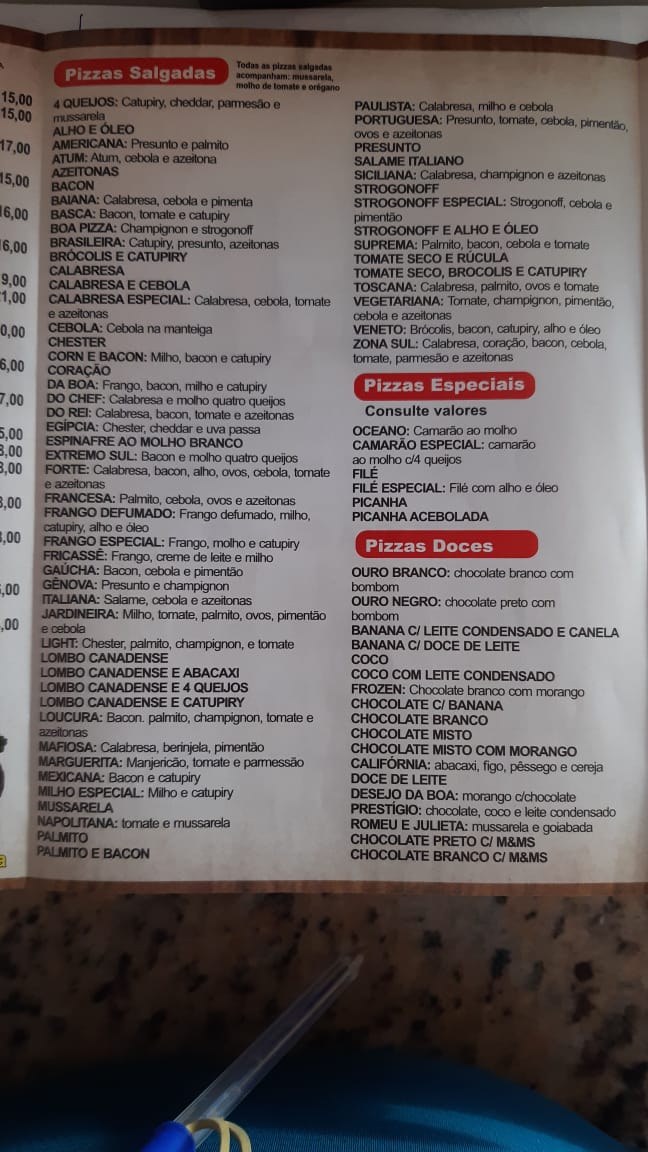 15,00
15,00
17,00
15,00
16,00
6,00
9,00
1,00
0,00
6,00
7,00
5,00
3,00
3,00
3,00
,00
,00
,00
Pizzas Salgadas
Todas as pizzas salgadas
acompanham: mussarela,
molho de tomate e orégano
4 QUEIJOS: Catupiry, cheddar, parmesão e
mussarela
ALHO E ÓLEO
AMERICANA: Presunto e palmito
ATUM: Atum, cebola e azeitona
AZEITONAS
BACON
BAIANA: Calabresa, cebola e pimenta
BASCA: Bacon, tomate e catupiry
BOA PIZZA: Champignon e strogonoff
BRASILEIRA: Catupiry, presunto, azeitonas
BRÓCOLIS E CATUPIRY
CALABRESA
CALABRESA E CEBOLA
CALABRESA ESPECIAL: Calabresa, cebola, tomate
e azeitonas
CEBOLA: Cebola na manteiga
CHESTER
CORN E BACON: Milho, bacon e catupiry
CORAÇÃO
DA BOA: Frango, bacon, milho e catupiry
DO CHEF: Calabresa e molho quatro queijos
DO REI: Calabresa, bacon, tomate e azeitonas
EGÍPCIA: Chester, cheddar e uva passa
ESPINAFRE AO MOLHO BRANCO
EXTREMO SUL: Bacon e molho quatro queijos
FORTE: Calabresa, bacon, alho, ovos, cebola, tomate
e azeitonas
FRANCESA: Palmito, cebola, ovos e azeitonas
FRANGO DEFUMADO: Frango defumado, milho,
catupiry, alho e óleo
FRANGO ESPECIAL: Frango, molho e catupiry
FRICASSÊ: Frango, creme de leite e milho
GAÚCHA: Bacon, cebola e pimentão
GÊNOVA: Presunto e champignon
ITALIANA: Salame, cebola e azeitonas
JARDINEIRA: Milho, tomate, palmito, ovos, pimentão
e cebola
LIGHT: Chester, palmito, champignon, e tomate
LOMBO CANADENSE
LOMBO CANADENSE E ABACAXI
LOMBO CANADENSE E 4 QUEIJOS
LOMBO CANADENSE E CATUPIRY
LOUCURA: Bacon. palmito, champignon, tomate e
azeitonas
MAFIOSA: Calabresa, berinjela, pimentão
MARGUERITA: Manjericão, tomate e parmessão
MEXICANA: Bacon e catupiry
MILHO ESPECIAL: Milho e catupiry
MUSSARELA
NAPOLITANA: tomate e mussarela
PALMITO
PALMITO E BACON
PAULISTA: Calabresa, milho e cebola
PORTUGUESA: Presunto, tomate, cebola, pimentão,
ovos e azeitonas
PRESUNTO
SALAME ITALIANO
SICILIANA: Calabresa, champignon e azeitonas
STROGONOFF
STROGONOFF ESPECIAL: Strogonoff, cebola e
pimentão
STROGONOFF E ALHO E ÓLEO
SUPREMA: Palmito, bacon, cebola e tomate
TOMATE SECO E RÚCULA
TOMATE SECO, BROCOLIS E CATUPIRY
TOSCANA: Calabresa, palmito, ovos e tomate
VEGETARIANA: Tomate, champignon, pimentão,
cebola e azeitonas
VENETO: Brócolis, bacon, catupiry, alho e óleo
ZONA SUL: Calabresa, coração, bacon, cebola,
tomate, parmesão e azeitonas
Pizzas Especiais
Consulte valores
OCEANO: Camarão ao molho
CAMARÃO ESPECIAL: camarão
ao molho c/4 queijos
FILÉ
FILÉ ESPECIAL: Filé com alho e óleo
PICANHA
PICANHA ACEBOLADA
Pizzas Doces
OURO BRANCO: chocolate branco com
bombom
OURO NEGRO: chocolate preto com
bombom
BANANA C/ LEITE CONDENSADO E CANELA
BANANA C/ DOCE DE LEITE
COCO
COCO COM LEITE CONDENSADO
FROZEN: Chocolate branco com morango
CHOCOLATE C/ BANANA
CHOCOLATE BRANCO
CHOCOLATE MISTO
CHOCOLATE MISTO COM MORANGO
CALIFÓRNIA: abacaxi, figo, pêssego e cereja
DOCE DE LEITE
DESEJO DA BOA: morango c/chocolate
PRESTÍGIO: chocolate, coco e leite condensado
ROMEU E JULIETA: mussarela e goiabada
CHOCOLATE PRETO C/ M&MS
CHOCOLATE BRANCO C/ M&MS